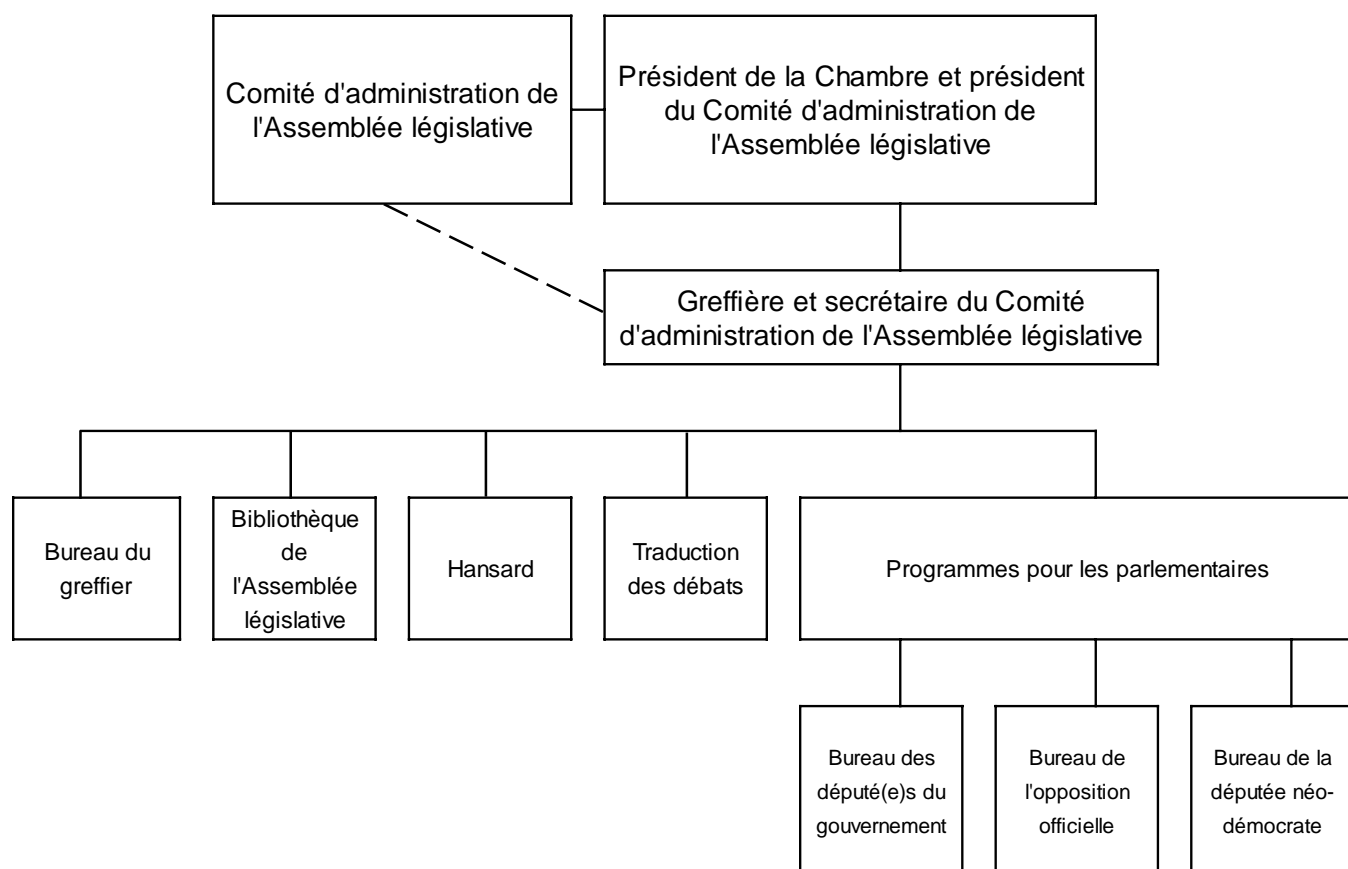 Comité d'administration de
l'Assemblée législative
Président de la Chambre et président
du Comité d'administration de
l'Assemblée législative
Greffière et secrétaire du Comité
d'administration de l'Assemblée législative
Bureau du
greffier
Bibliothèque
de
l'Assemblée
législative
Hansard
Traduction
des débats
Programmes pour les parlementaires
Bureau des
député(e)s du
gouvernement
Bureau de
l'opposition
officielle
Bureau de la
députée néo-
démocrate